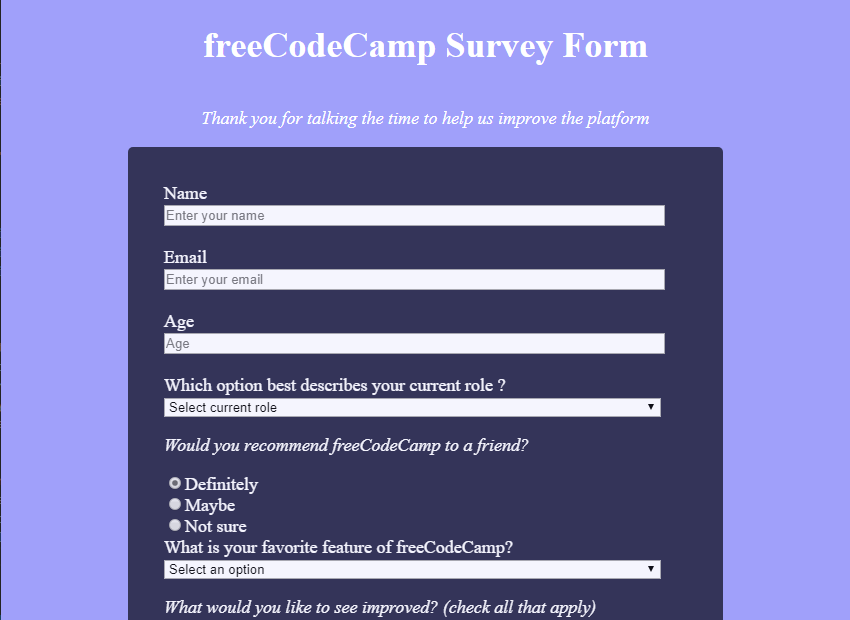 freeCodeCamp Survey Form
Thank you for talking the time to help us improve the platform
Name
Enter your name
Email
Enter your email
Age
Age
Which option best describes your current role ?
Select current role
Would you recommend freeCodeCamp to a friend?
Definitely
Maybe
Not sure
What is your favorite feature of freeCodeCamp?
Select an option
What would you like to see improved? (check all that apply)